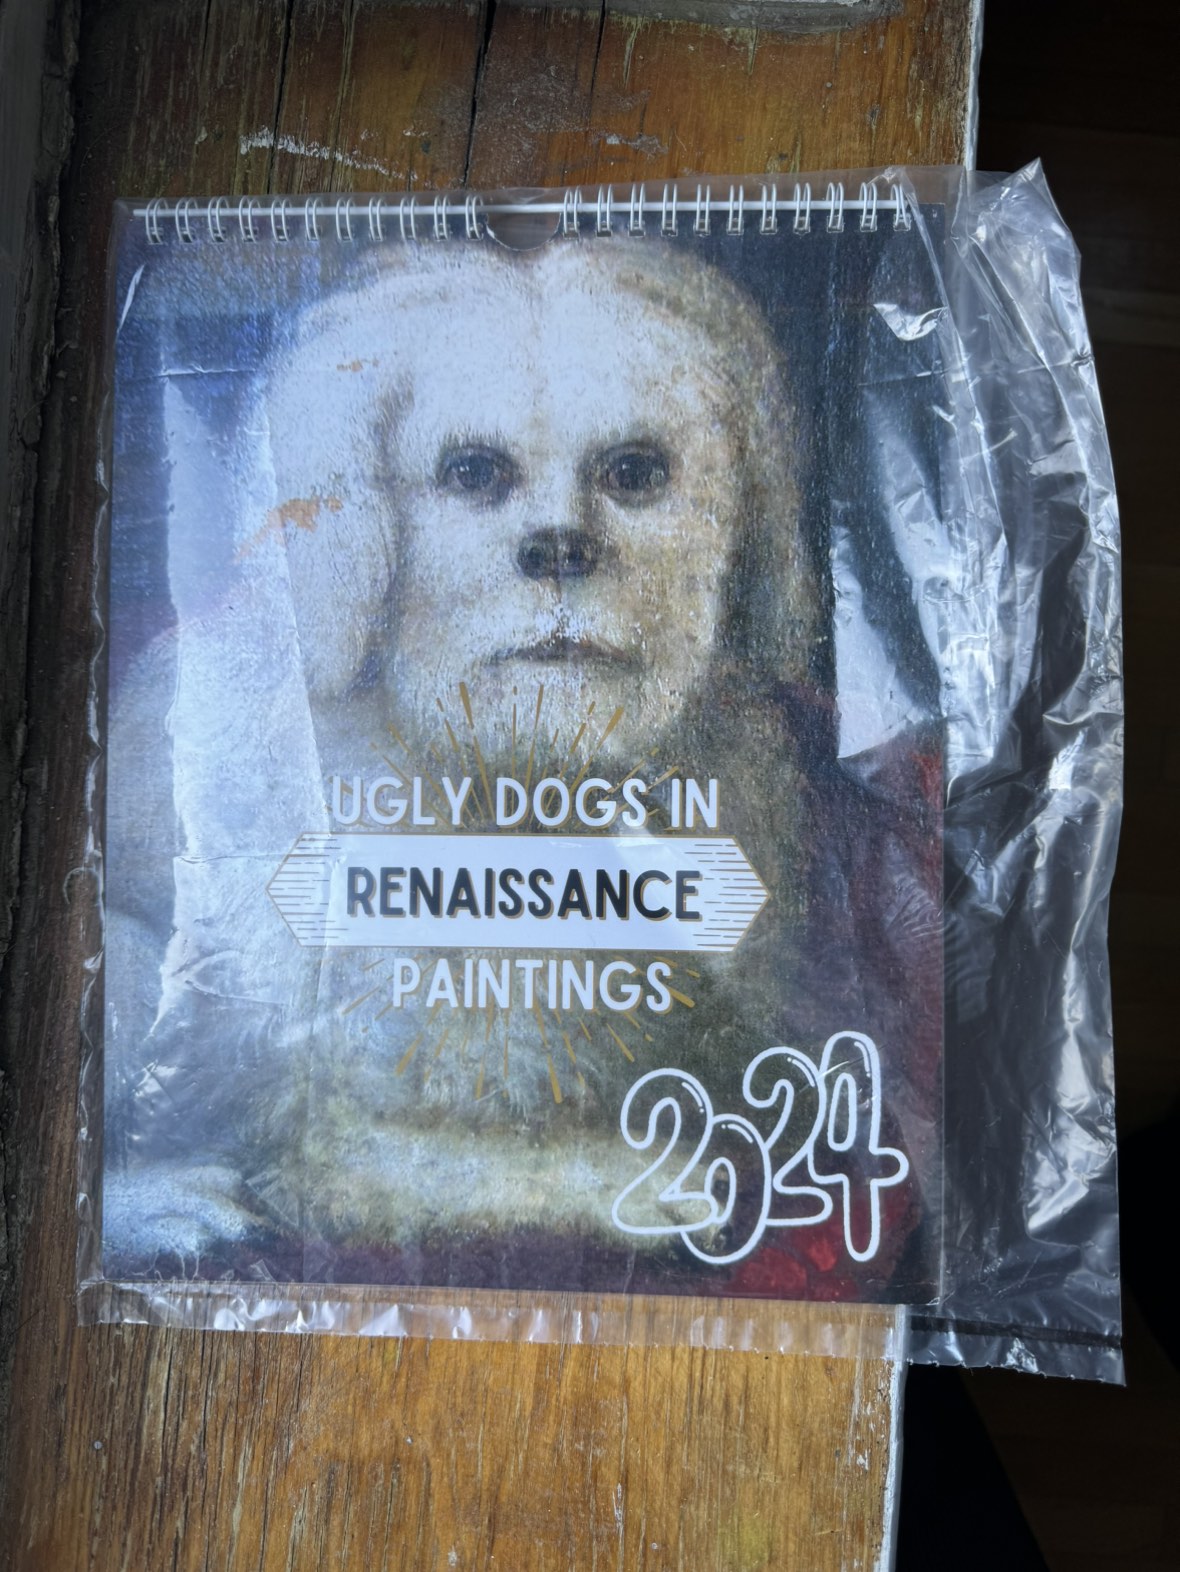 UGLY DOGS IN
RENAISSANCE
PAINTINGS
2024